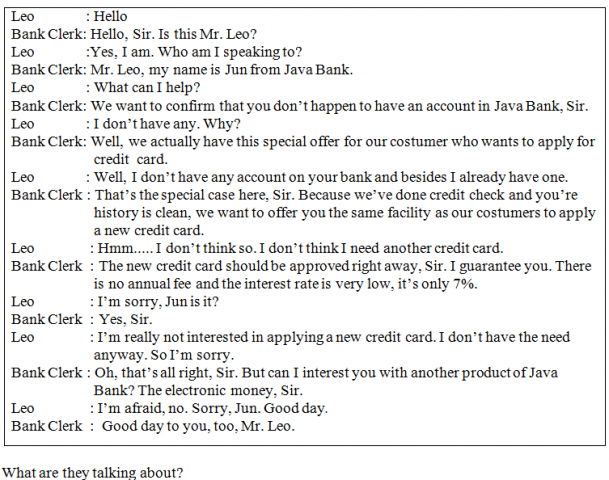 Leo : Hello
Bank Clerk: Hello, Sir. Is this Mr. Leo?
Leo :Yes, I am. Who am I speaking to?
Bank Clerk: Mr. Leo, my name is Jun from Java Bank.
Leo : What can I help?
Bank Clerk: We want to confirm that you don't happen to have an account in Java Bank, Sir.
Leo : I don't have any. Why?
Bank Clerk: Well, we actually have this special offer for our costumer who wants to apply for
credit card.
Leo : Well, I don't have any account on your bank and besides I already have one.
Bank Clerk : That's the special case here, Sir. Because we've done credit check and you're
history is clean, we want to offer you the same facility as our costumers to apply
a new credit card.
Leo : Hmm..... I don't think so. I don't think I need another credit card.
Bank Clerk : The new credit card should be approved right away, Sir. I guarantee you. There
is no annual fee and the interest rate is very low, it's only 7%.
Leo : I'm sorry, Jun is it?
Bank Clerk : Yes, Sir.
Leo : I'm really not interested in applying a new credit card. I don't have the need
anyway. So I'm sorry.
Bank Clerk : Oh, that's all right, Sir. But can I interest you with another product of Java
Bank? The electronic money, Sir.
Leo : I'm afraid, no. Sorry, Jun. Good day.
Bank Clerk : Good day to you, too, Mr. Leo.
What are they talking about?